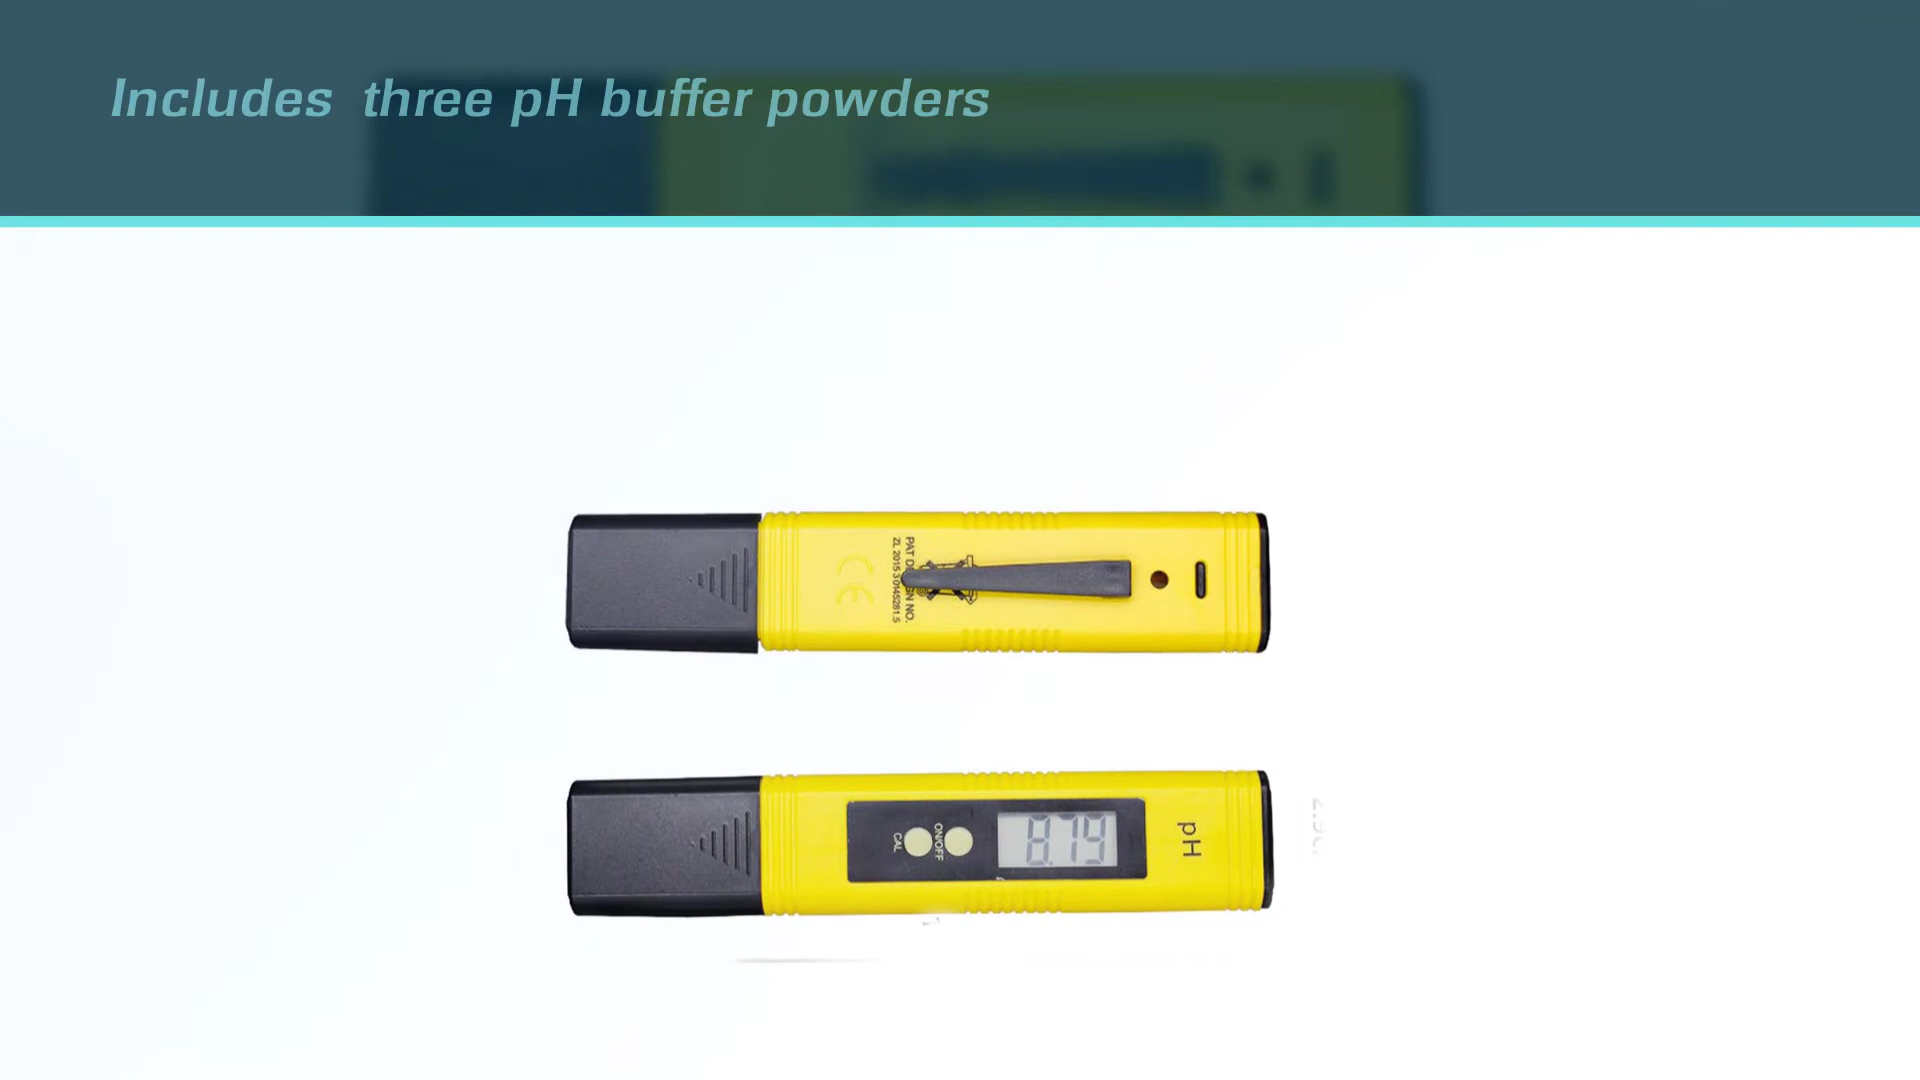 Includes three pH buffer powders
PAT DESIGN NO.
ZL 2015 3 0145281.5
CE
ON/OFF
CAL
8.79
pH